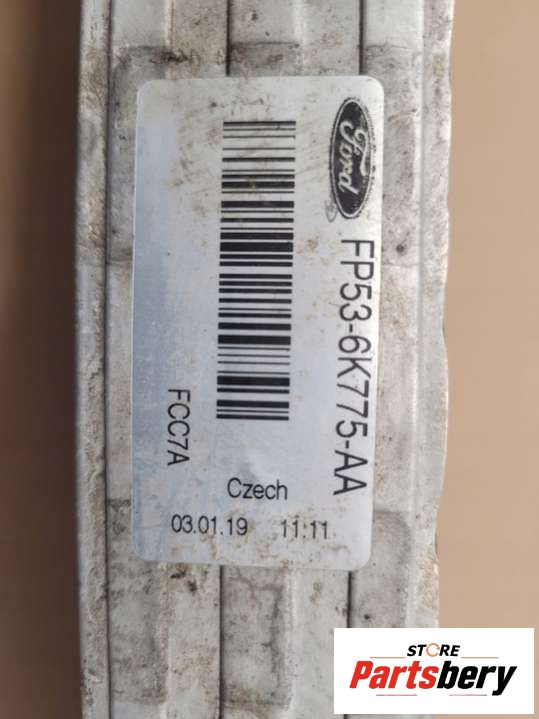 Ford
FP53-6K775-AA
FCC7A
Czech
03.01.19 11:11
STORE
Partsbery